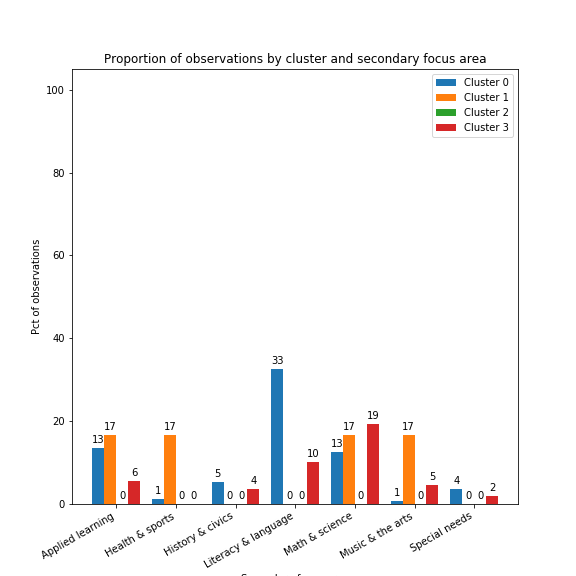 Proportion of observations by cluster and secondary focus area
Cluster 0
Cluster 1
Cluster 2
Cluster 3
Pct of observations
100
80
60
40
20
0
13 17 0 6
1 17 0 0
5 0 0 4
33 0 0 10
13 17 0 19
1 17 0 5
4 0 0 2
Applied learning
Health & sports
History & civics
Literacy & language
Math & science
Music & the arts
Special needs